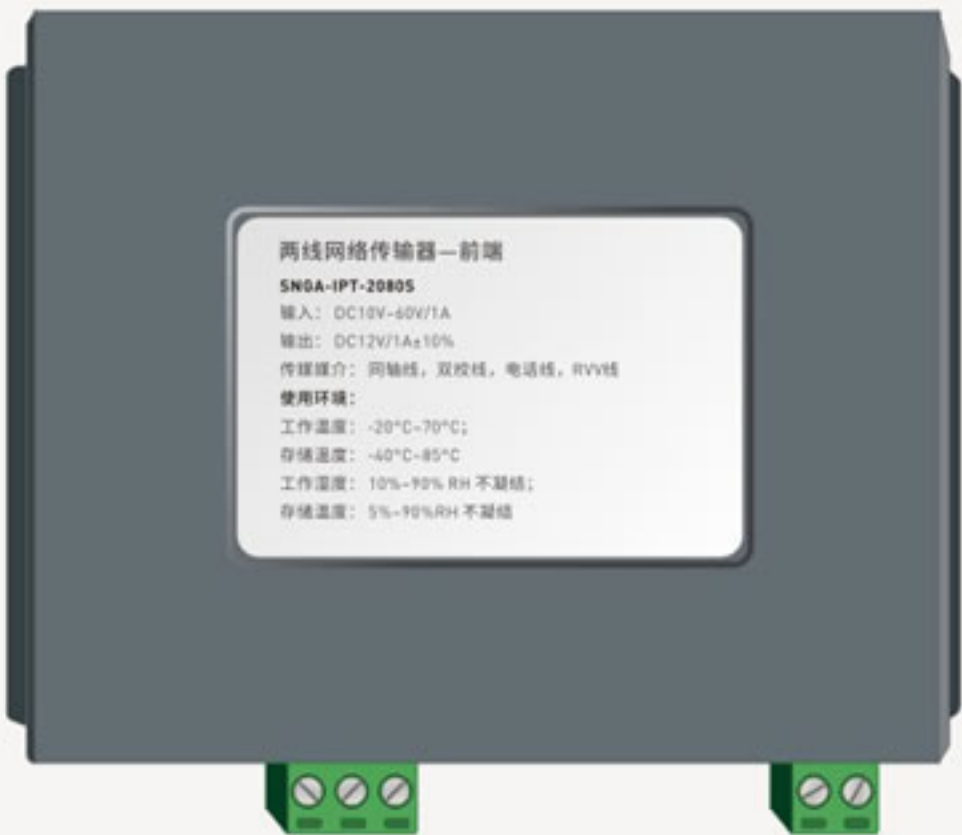 两线网络传输器—前端
SNGA-IPT-2080S
输入：DC10V~60V/1A
输出：DC12V/1A±10%
传媒媒介：同轴线，双绞线，电话线，RVV线
使用环境：
工作温度：-20°C~70°C；
存储温度：-40°C~85°C
工作湿度：10%~90% RH 不凝结；
存储温度：5%~90%RH 不凝结